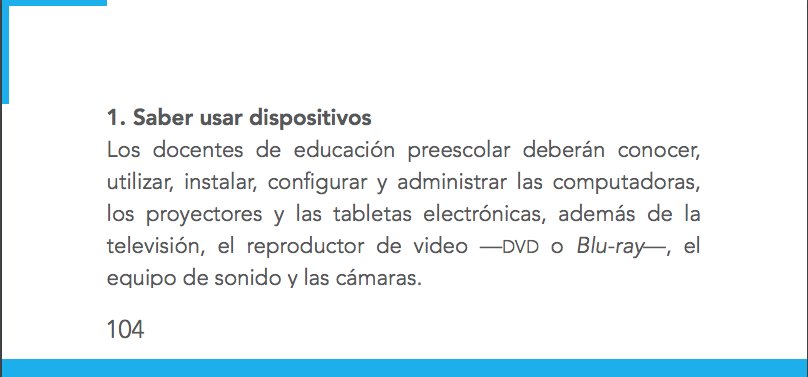 1. Saber usar dispositivos
Los docentes de educación preescolar deberán conocer,
utilizar, instalar, configurar y administrar las computadoras,
los proyectores y las tabletas electrónicas, además de la
televisión, el reproductor de video —DVD o Blu-ray—, el
equipo de sonido y las cámaras.
104